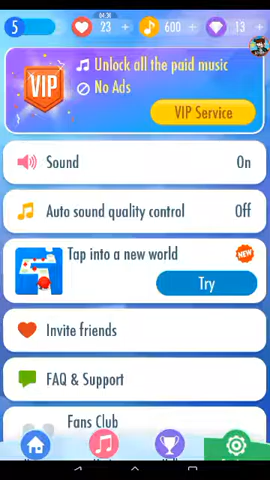 04:38
5
23 +
600 +
13 +
VIP
Unlock all the paid music
No Ads
VIP Service
Sound
On
Auto sound quality control
Off
Tap into a new world
NEW
Try
Invite friends
FAQ & Support
Fans Club